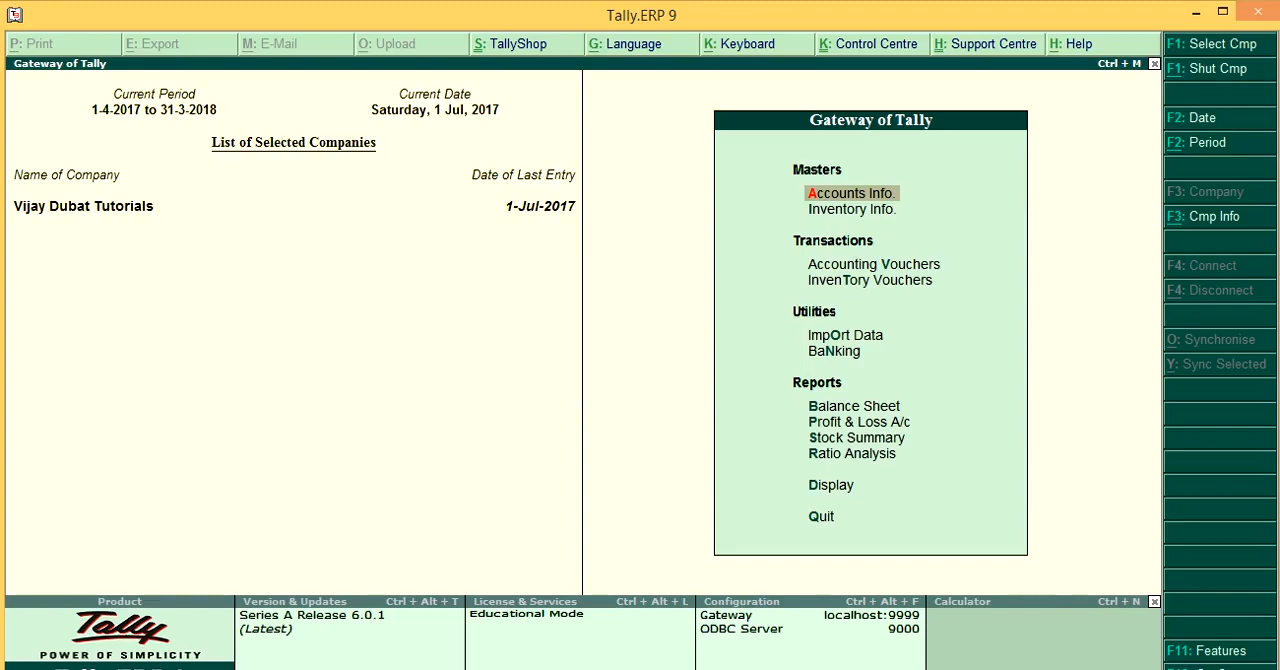 Tally.ERP 9
P: Print E: Export M: E-Mail O: Upload S: TallyShop G: Language K: Keyboard K: Control Centre H: Support Centre H: Help
Gateway of Tally Ctrl + M
Current Period Current Date
1-4-2017 to 31-3-2018 Saturday, 1 Jul, 2017
List of Selected Companies
Name of Company Date of Last Entry
Vijay Dubat Tutorials 1-Jul-2017
Gateway of Tally
Masters
Accounts Info.
Inventory Info.
Transactions
Accounting Vouchers
InvenTory Vouchers
Utilities
ImpOrt Data
BaNking
Reports
Balance Sheet
Profit & Loss A/c
Stock Summary
Ratio Analysis
Display
Quit
F1: Select Cmp
F1: Shut Cmp
F2: Date
F2: Period
F3: Company
F3: Cmp Info
F4: Connect
F4: Disconnect
O: Synchronise
Y: Sync Selected
F11: Features
Product
Tally
POWER OF SIMPLICITY
Version & Updates Ctrl + Alt + T
Series A Release 6.0.1
(Latest)
License & Services Ctrl + Alt + L
Educational Mode
Configuration Ctrl + Alt + F
Gateway localhost:9999
ODBC Server 9000
Calculator Ctrl + N